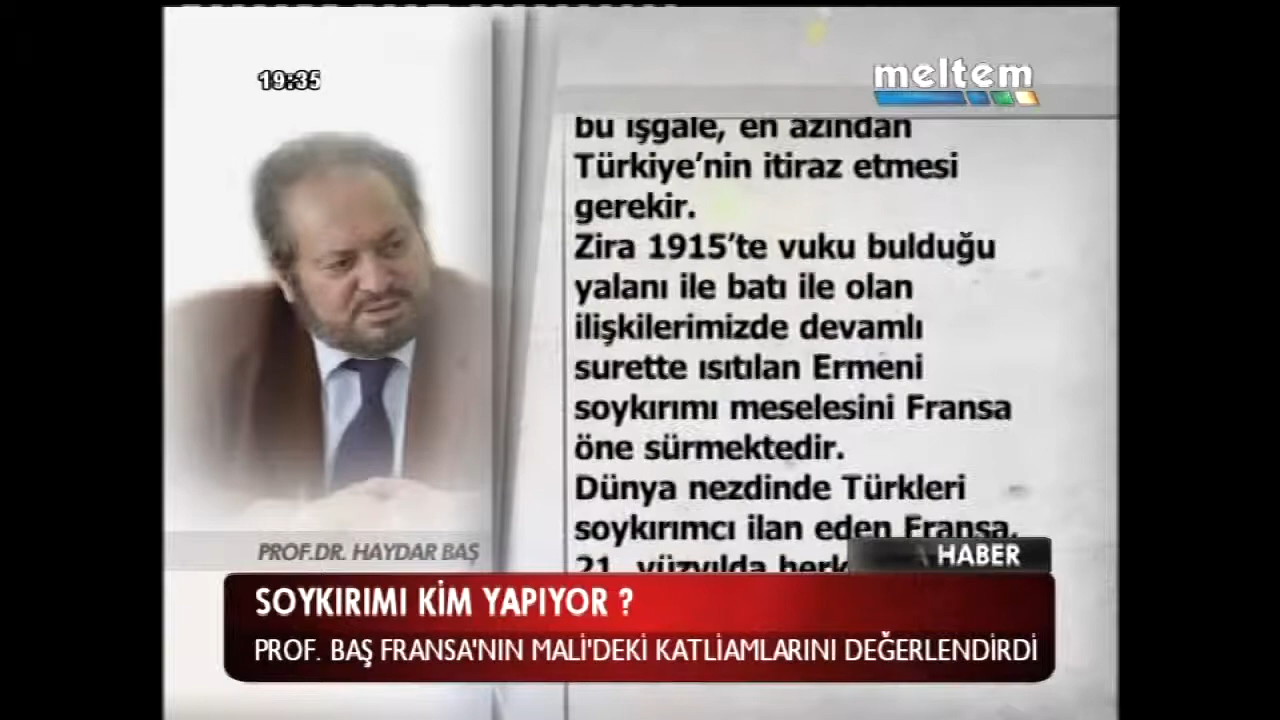 19:35
meltem
bu işgale, en azından
Türkiye'nin itiraz etmesi
gerekir.
Zira 1915'te vuku bulduğu
yalanı ile batı ile olan
ilişkilerimizde devamlı
surette ısıtılan Ermeni
soykırımı meselesini Fransa
öne sürmektedir.
Dünya nezdinde Türkleri
soykırımcı ilan eden Fransa,
21. yüzyılda
PROF.DR. HAYDAR BAŞ
HABER
SOYKIRIMI KİM YAPIYOR ?
PROF. BAŞ FRANSA'NIN MALİ'DEKİ KATLİAMLARINI DEĞERLENDİRDİ